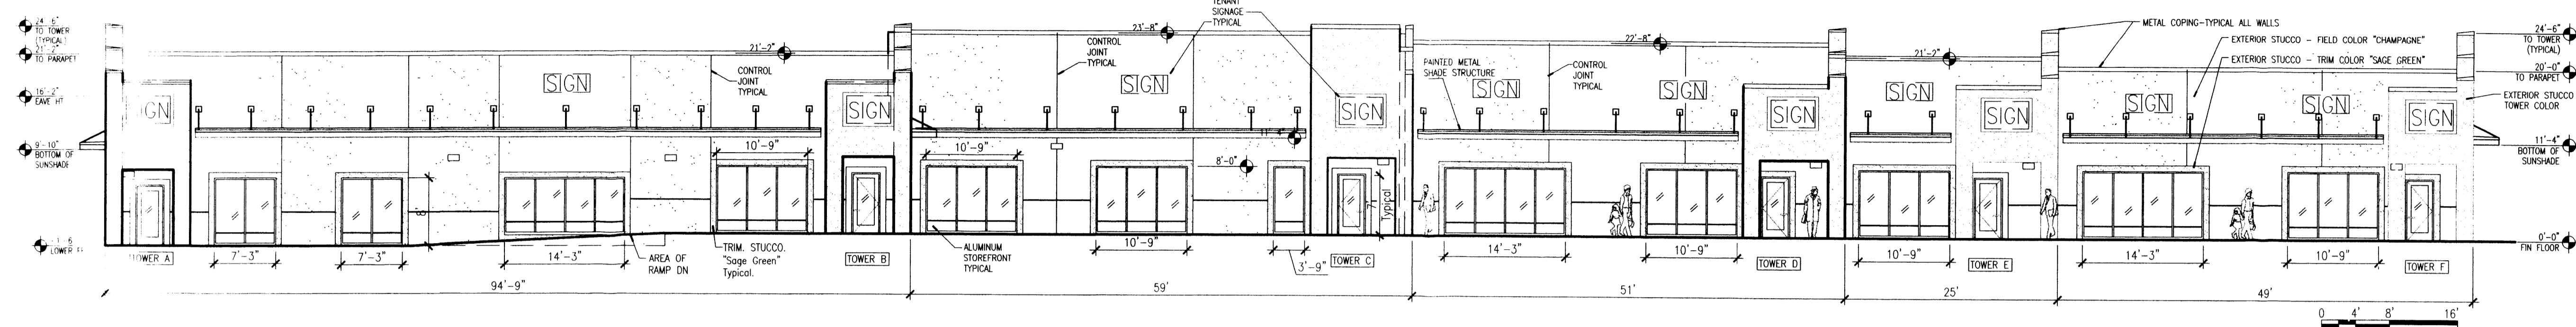 24'-6"
TO TOWER
(TYPICAL)
21'-2"
TO PARAPET
16'-2"
EAVE HT
9'-10"
BOTTOM OF
SUNSHADE
LOWER
SIGN
21'-2"
CONTROL
JOINT
TYPICAL
SIGN
10'-9"
SIGN
8'
TOWER A
7'-3"
7'-3"
14'-3"
AREA OF
RAMP DN
TRIM. STUCCO.
"Sage Green"
Typical.
TOWER B
94'-9"
23'-8"
CONTROL
JOINT
TYPICAL
TENANT
SIGNAGE
TYPICAL
SIGN
SIGN
11'-4"
10'-9"
8'-0"
7'
Typical
ALUMINUM
STOREFRONT
TYPICAL
10'-9"
3'-9"
TOWER C
59'
22'-8"
PAINTED METAL
SHADE STRUCTURE
CONTROL
JOINT
TYPICAL
SIGN
SIGN
SIGN
14'-3"
10'-9"
TOWER D
51'
21'-2"
SIGN
SIGN
10'-9"
TOWER E
25'
METAL COPING-TYPICAL ALL WALLS
EXTERIOR STUCCO - FIELD COLOR "CHAMPAGNE"
EXTERIOR STUCCO - TRIM COLOR "SAGE GREEN"
SIGN
SIGN
SIGN
14'-3"
10'-9"
TOWER F
49'
24'-6"
TO TOWER
(TYPICAL)
20'-0"
TO PARAPET
EXTERIOR STUCCO
TOWER COLOR
11'-4"
BOTTOM OF
SUNSHADE
0'-0"
FIN FLOOR
0 4' 8' 16'